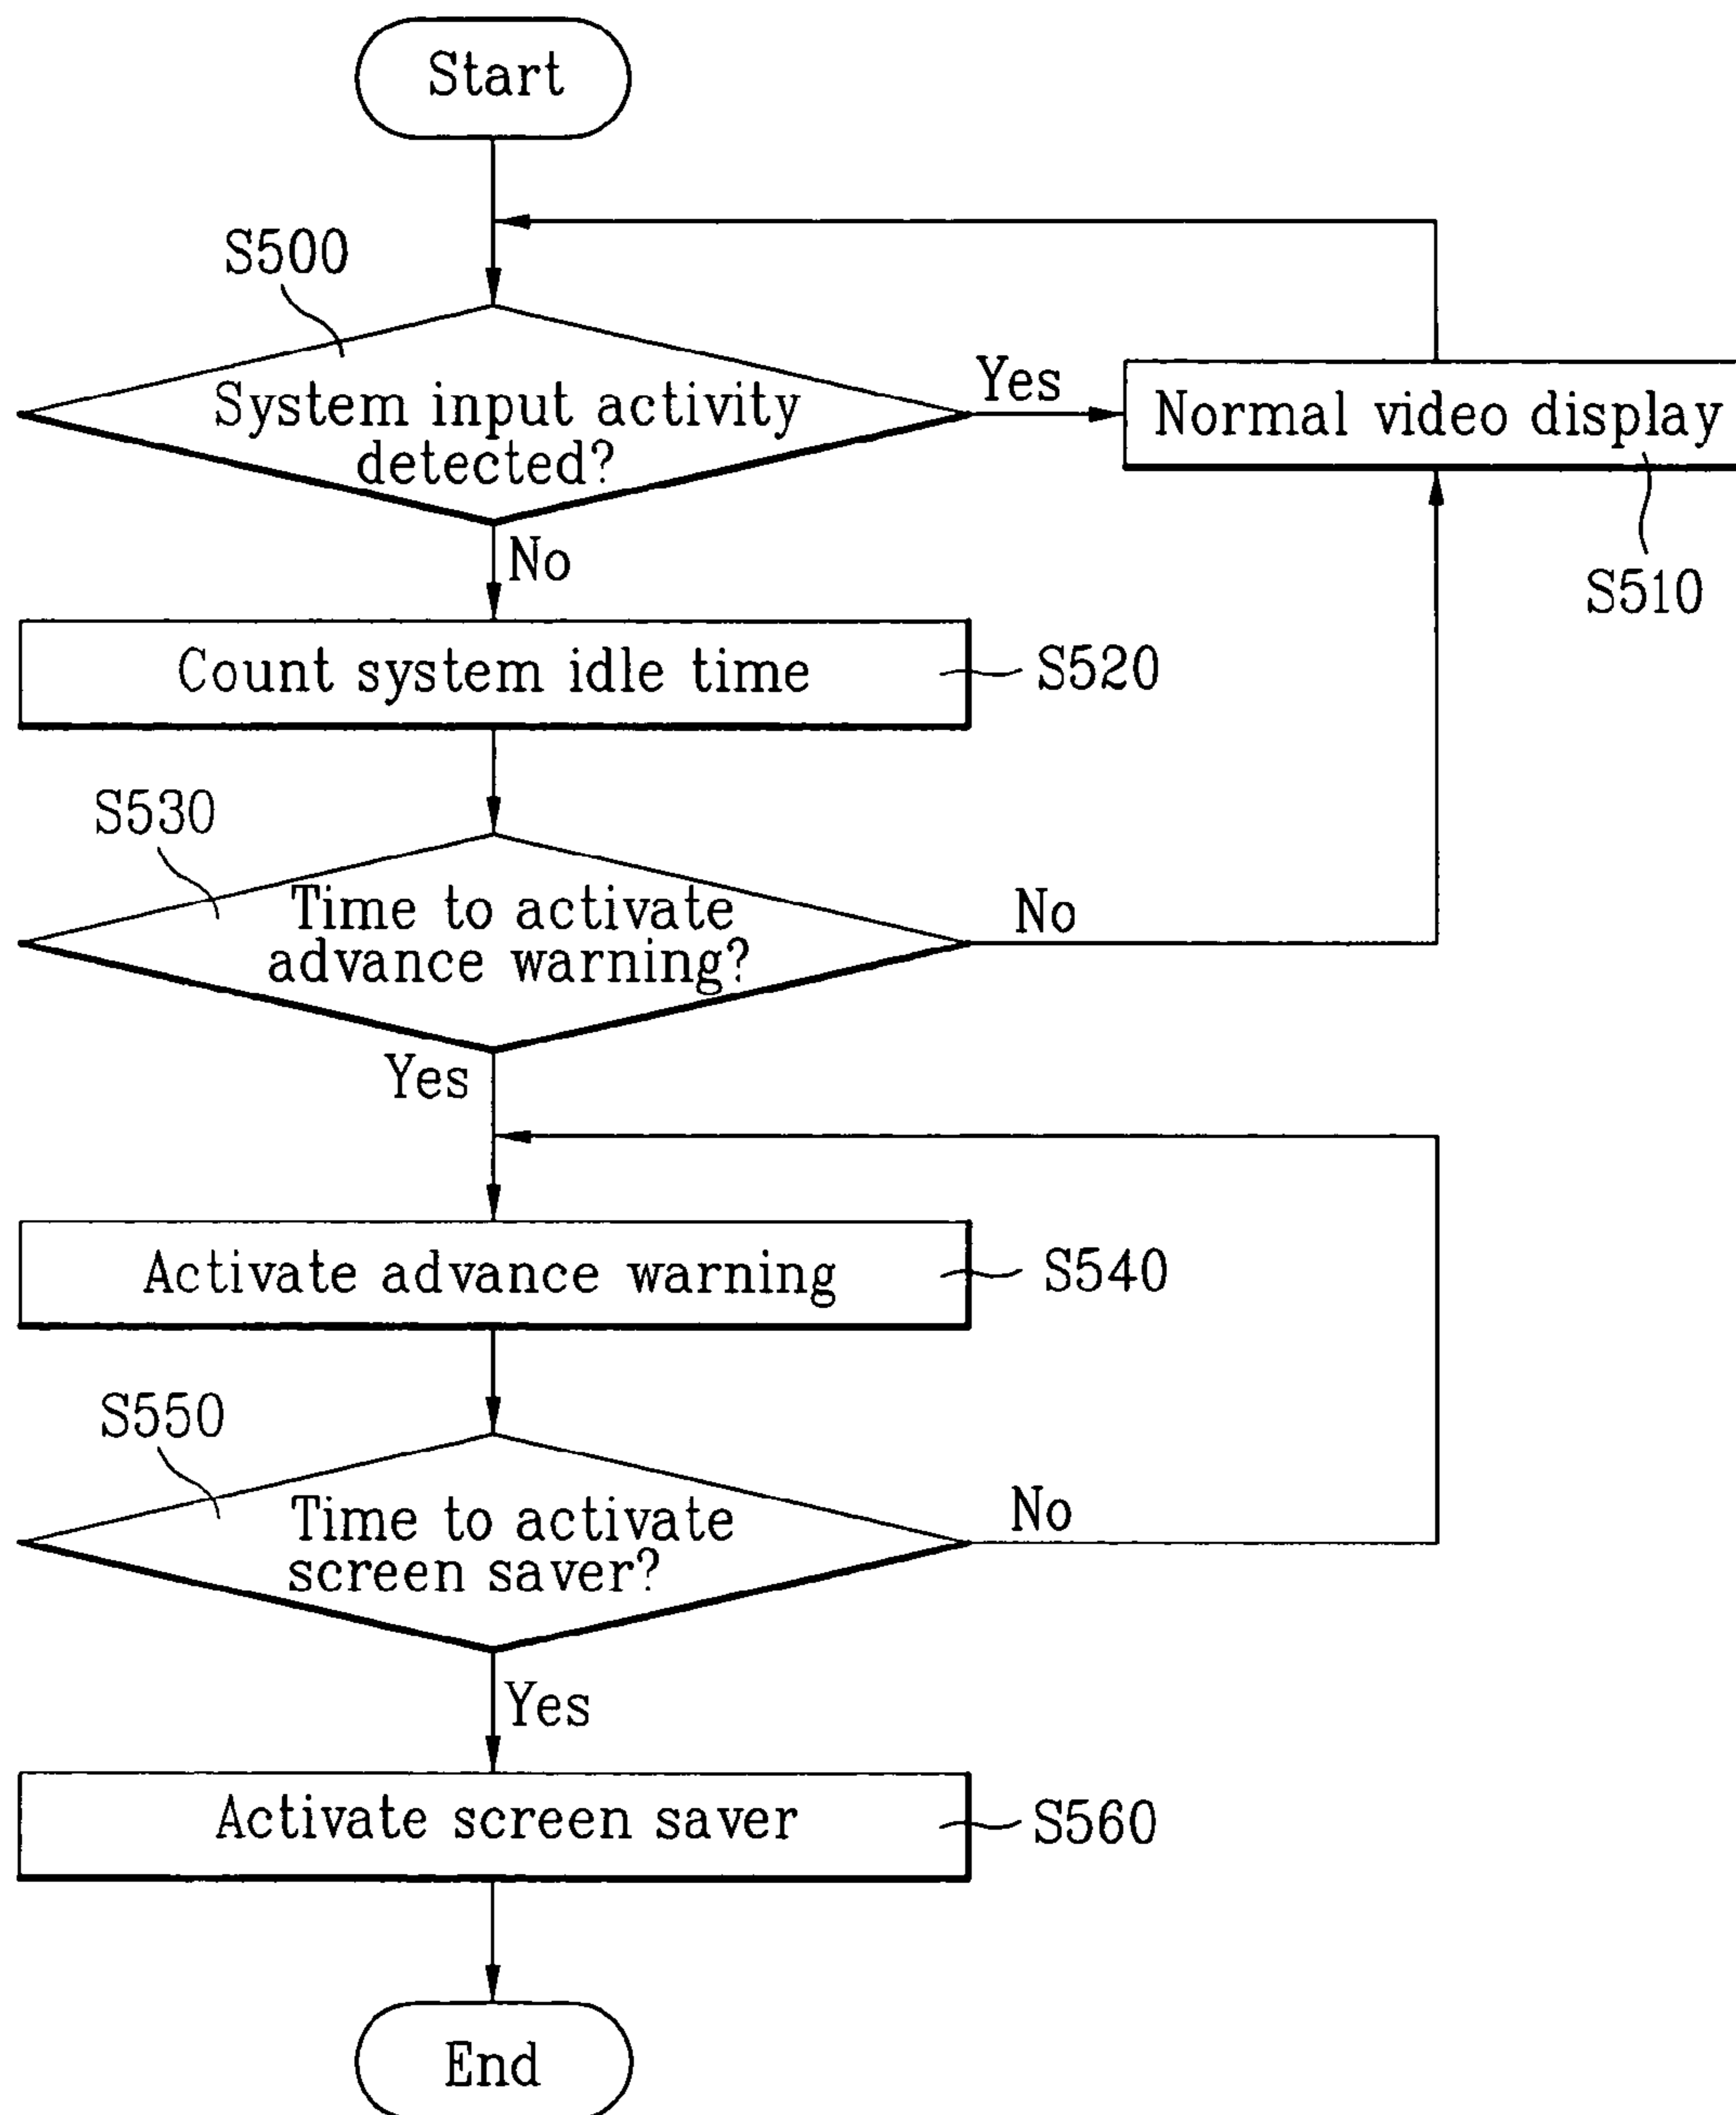 Start
S500
System input activity
detected?
Yes
Normal video display
S510
No
Count system idle time
S520
S530
Time to activate
advance warning?
No
Yes
Activate advance warning
S540
S550
Time to activate
screen saver?
No
Yes
Activate screen saver
S560
End